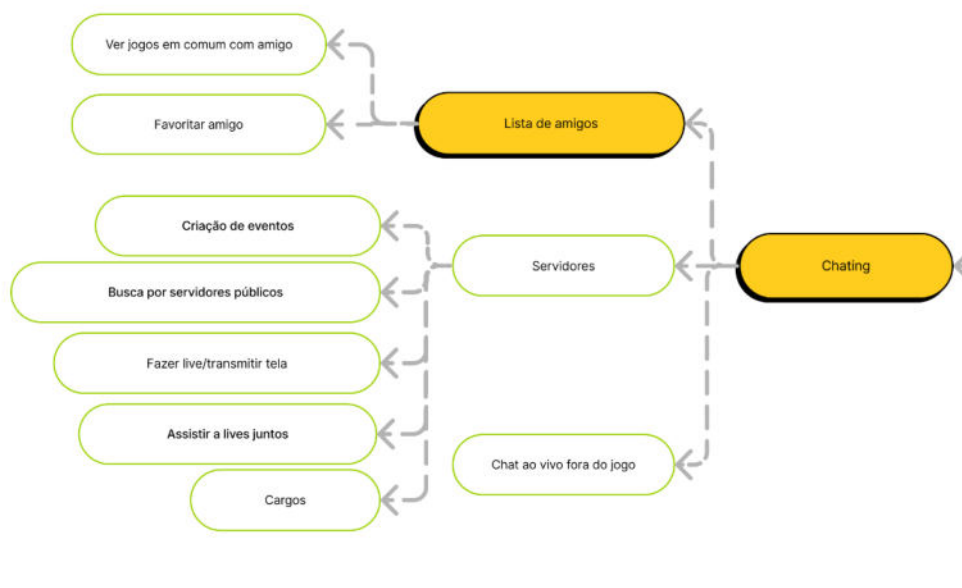 Ver jogos em comum com amigo
Favoritar amigo
Lista de amigos
Criação de eventos
Busca por servidores públicos
Servidores
Chating
Fazer live/transmitir tela
Assistir a lives juntos
Chat ao vivo fora do jogo
Cargos